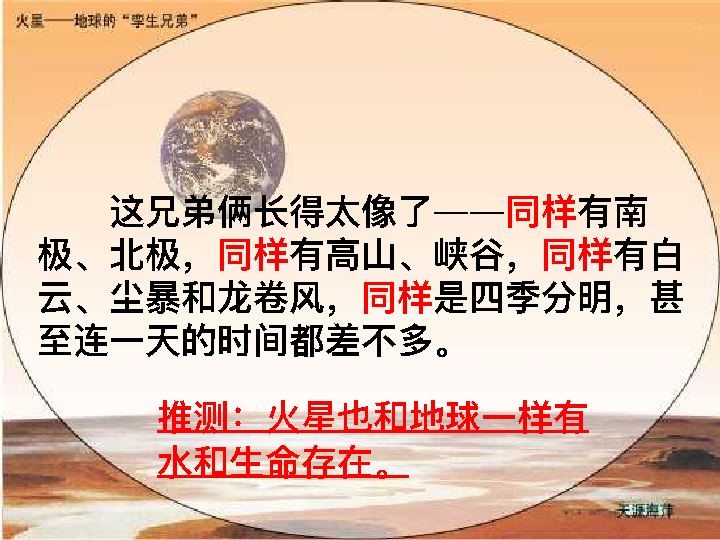 火星——地球的“孪生兄弟”
这兄弟俩长得太像了——同样有南
极、北极，同样有高山、峡谷，同样有白
云、尘暴和龙卷风，同样是四季分明，甚
至连一天的时间都差不多。
推测：火星也和地球一样有
水和生命存在。
天涯海井